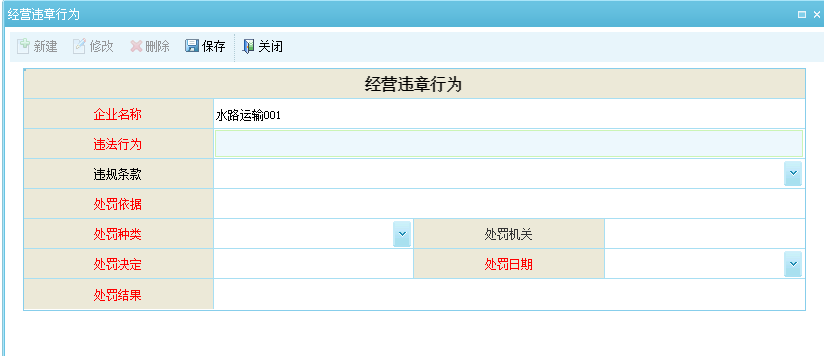 经营违章行为
新建 修改 删除 保存 关闭
经营违章行为
企业名称 水路运输001
违法行为
违规条款
处罚依据
处罚种类 处罚机关
处罚决定 处罚日期
处罚结果